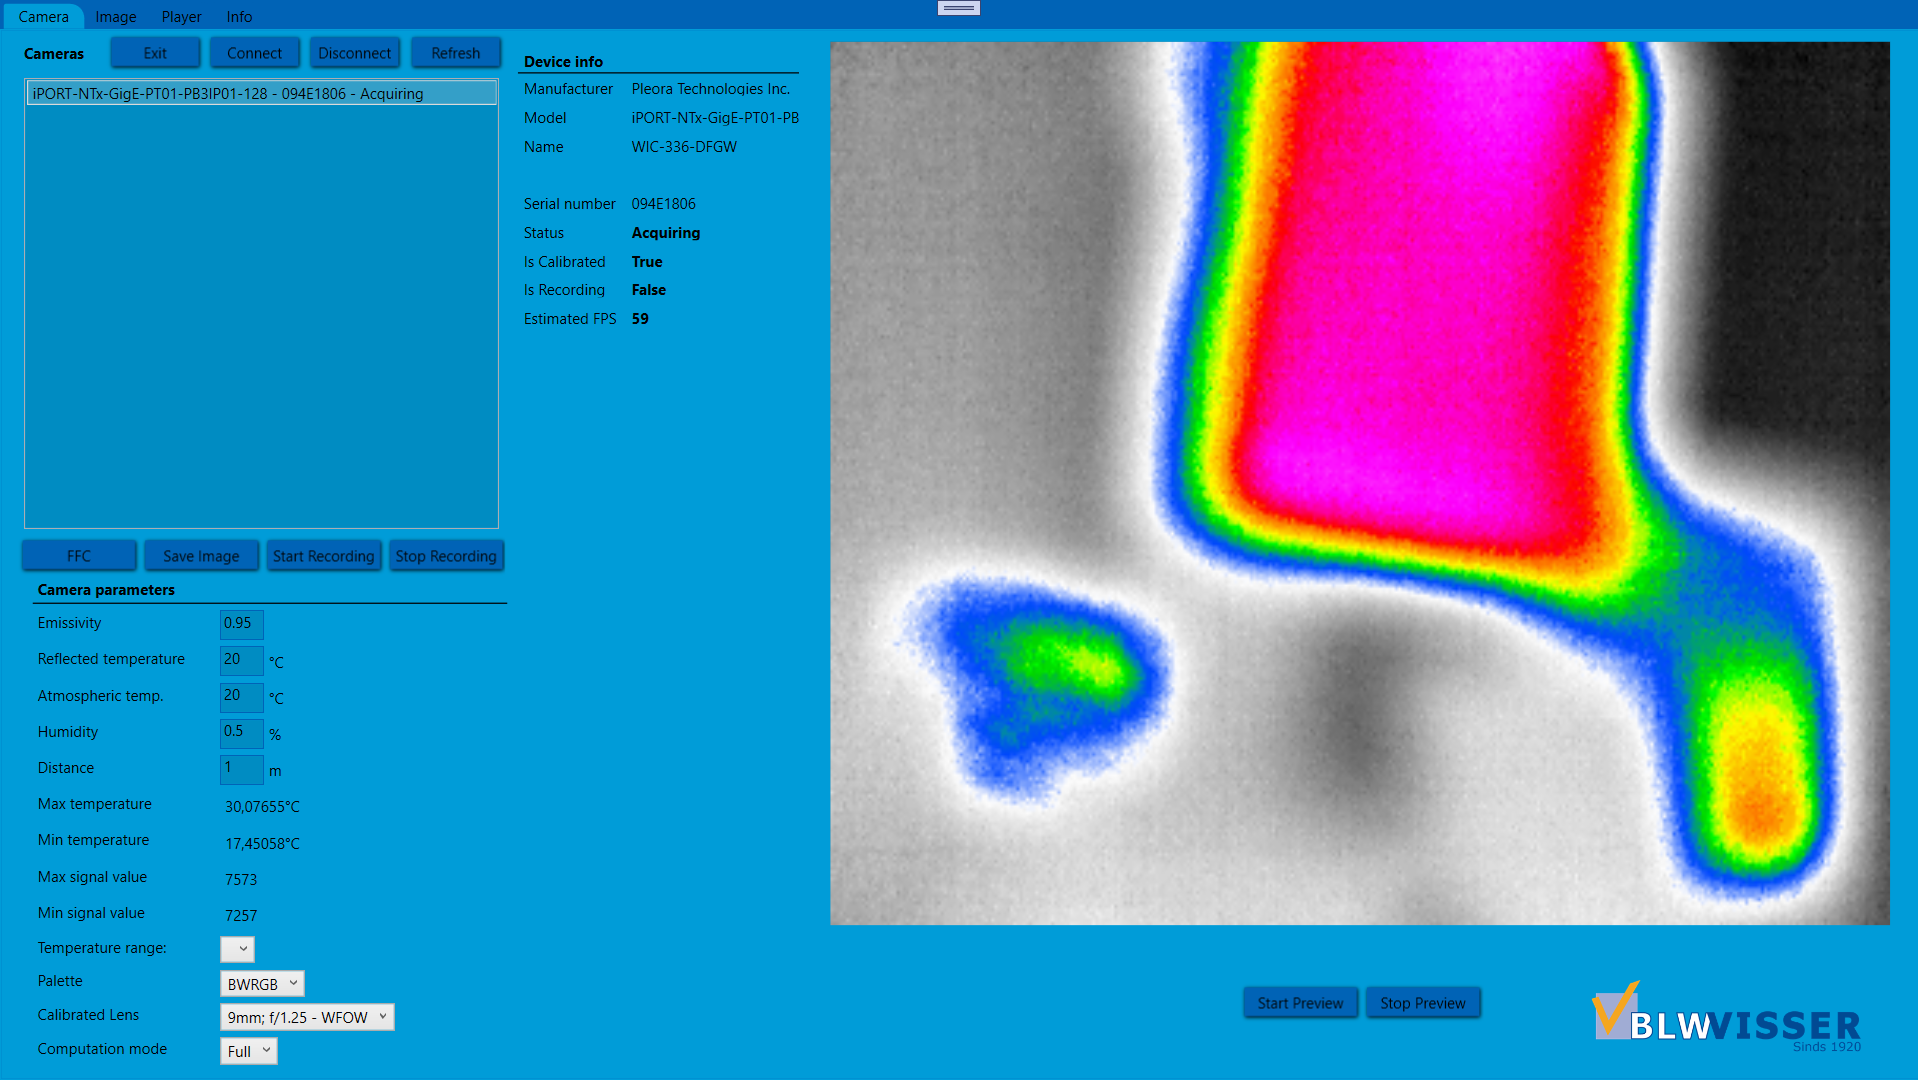 Camera Image Player Info
Cameras Exit Connect Disconnect Refresh
iPORT-NTx-GigE-PT01-PB3IP01-128 - 094E1806 - Acquiring
FFC Save Image Start Recording Stop Recording
Camera parameters
Emissivity 0.95
Reflected temperature 20 °C
Atmospheric temp. 20 °C
Humidity 0.5 %
Distance 1 m
Max temperature 30,07655°C
Min temperature 17,45058°C
Max signal value 7573
Min signal value 7257
Temperature range:
Palette BWRGB
Calibrated Lens 9mm; f/1.25 - WFOW
Computation mode Full
Device info
Manufacturer Pleora Technologies Inc.
Model iPORT-NTx-GigE-PT01-PB
Name WIC-336-DFGW
Serial number 094E1806
Status Acquiring
Is Calibrated True
Is Recording False
Estimated FPS 59
Start Preview Stop Preview
BLWVISSER
Sinds 1920